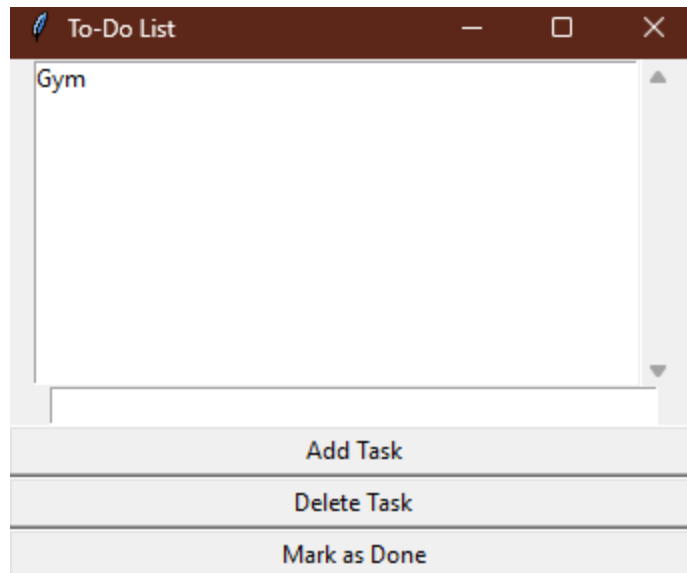 To-Do List
Gym
Add Task
Delete Task
Mark as Done